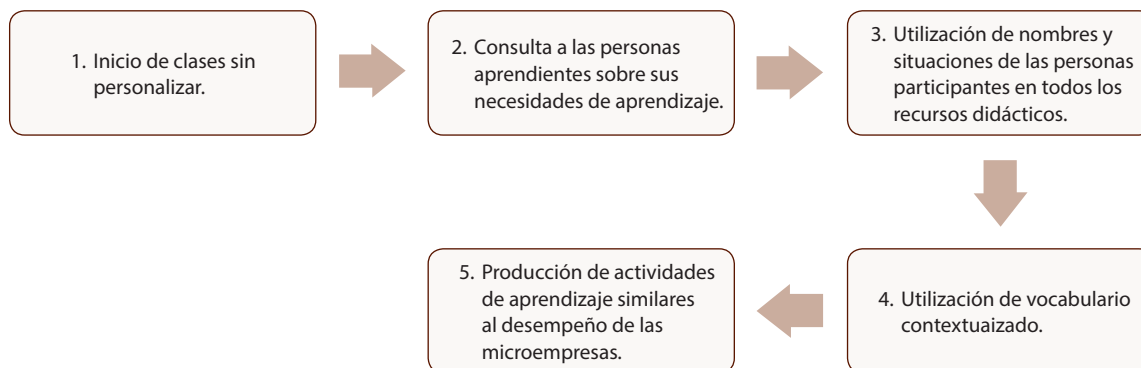 1. Inicio de clases sin
personalizar.
2. Consulta a las personas
aprendientes sobre sus
necesidades de aprendizaje.
3. Utilización de nombres y
situaciones de las personas
participantes en todos los
recursos didácticos.
4. Utilización de vocabulario
contextuaizado.
5. Producción de actividades
de aprendizaje similares
al desempeño de las
microempresas.